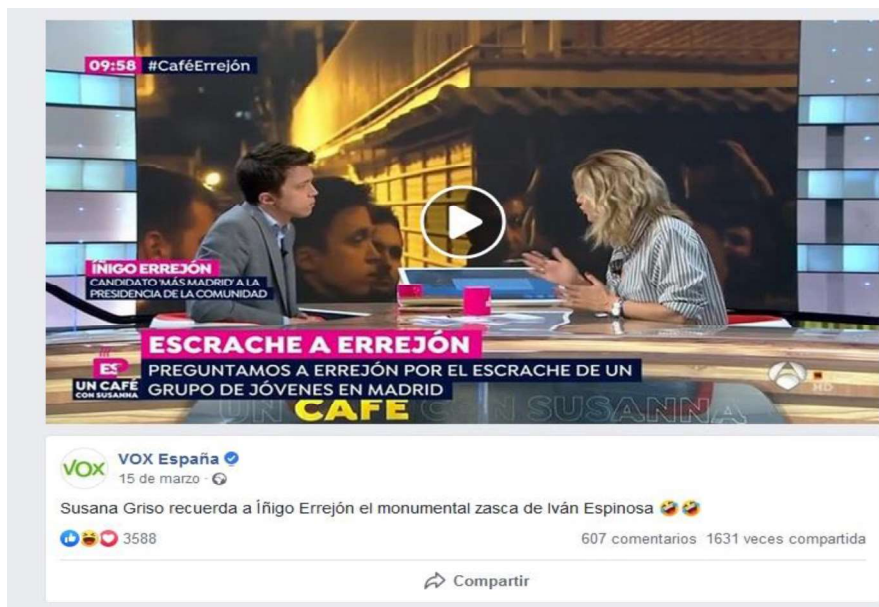 09:58 #CaféErrejón
ÍÑIGO ERREJÓN
CANDIDATO 'MÁS MADRID' A LA
PRESIDENCIA DE LA COMUNIDAD
ESCRACHE A ERREJÓN
PREGUNTAMOS A ERREJÓN POR EL ESCRACHE DE UN
GRUPO DE JÓVENES EN MADRID
ES
UN CAFÉ
CON SUSANNA
HD
UN CAFÉ CON SUSANNA
VOX
VOX España
15 de marzo ·
Susana Griso recuerda a Íñigo Errejón el monumental zasca de Iván Espinosa 🤣 🤣
3588
607 comentarios 1631 veces compartida
Compartir